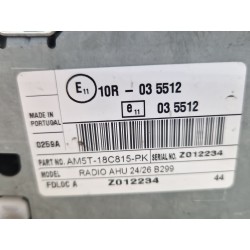 E11 10R - 03 5512
MADE IN
PORTUGAL
e11 03 5512
0259A
PART NO. AM5T-18C815-PK SERIAL NO. Z012234
MODEL RADIO AHU 24/26 B299
FDLOC A Z012234 44